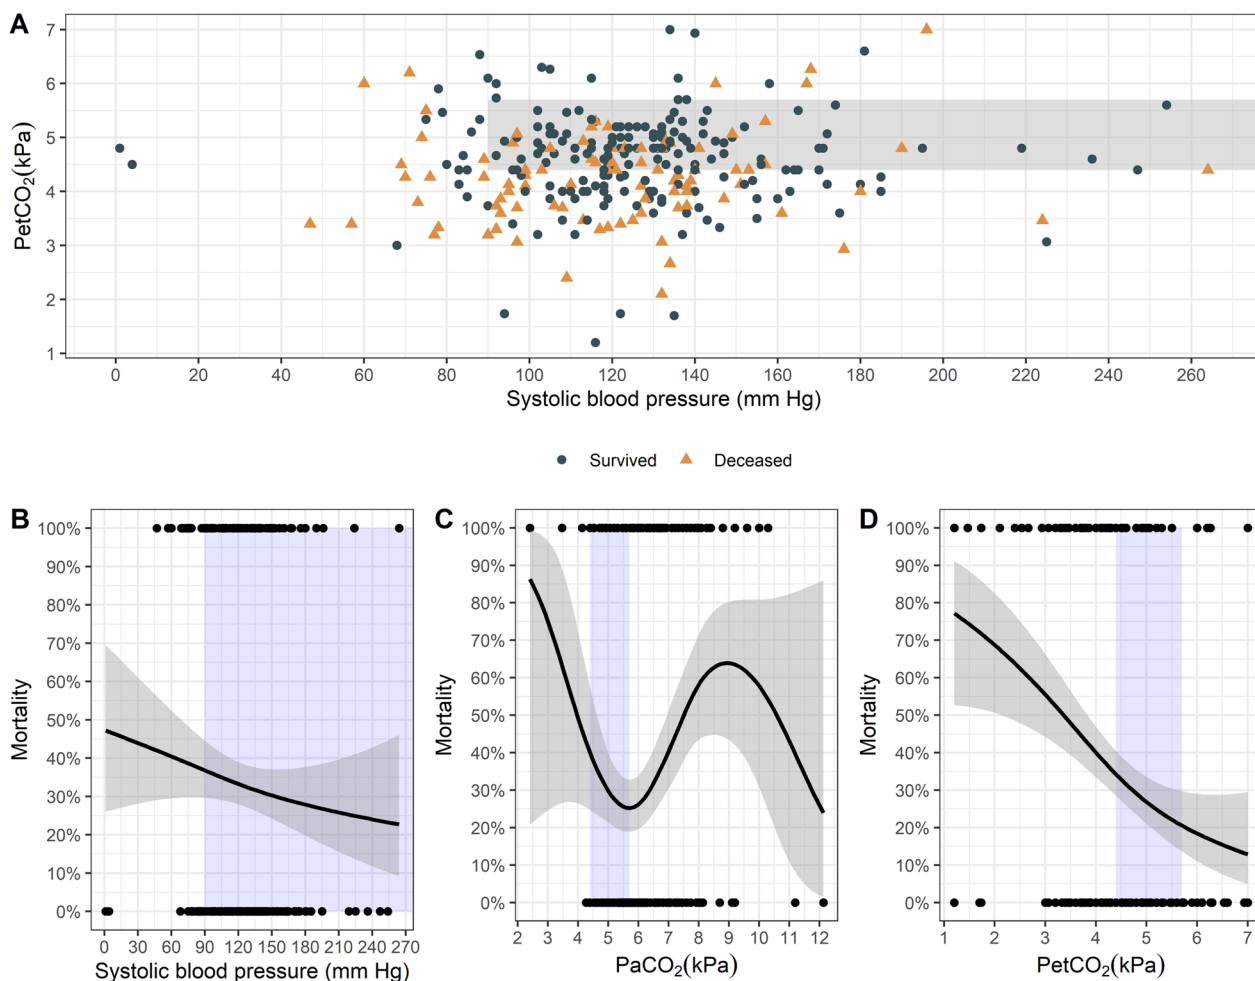 A
PetCO₂(kPa)
7
6
5
4
3
2
1
0 20 40 60 80 100 120 140 160 180 200 220 240 260
Systolic blood pressure (mm Hg)
Survived Deceased
B
Mortality
100%
90%
80%
70%
60%
50%
40%
30%
20%
10%
0%
0 30 60 90 120 150 180 210 240 270
Systolic blood pressure (mm Hg)
C
Mortality
100%
90%
80%
70%
60%
50%
40%
30%
20%
10%
0%
2 3 4 5 6 7 8 9 10 11 12
PaCO₂(kPa)
D
Mortality
100%
90%
80%
70%
60%
50%
40%
30%
20%
10%
0%
1 2 3 4 5 6 7
PetCO₂(kPa)